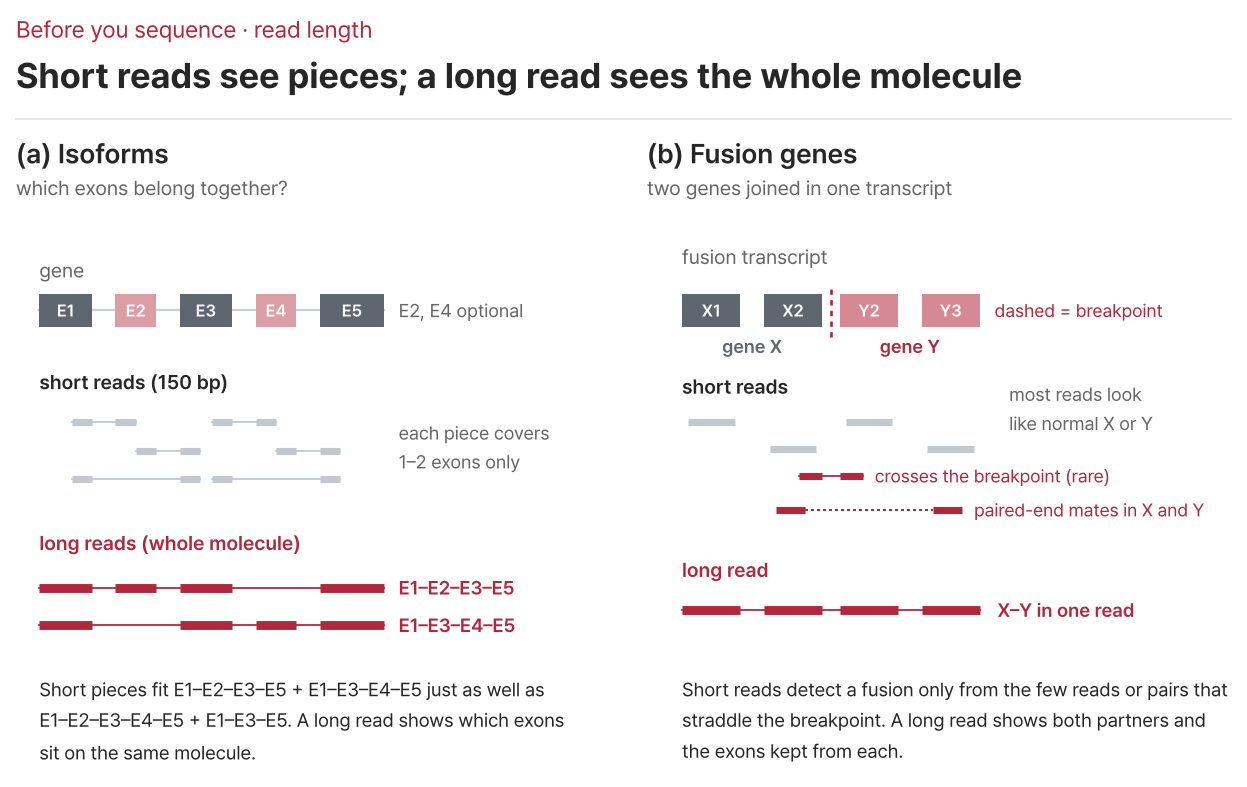 Before you sequence · read length
Short reads see pieces; a long read sees the whole molecule
(a) Isoforms
which exons belong together?
gene
E1 E2 E3 E4 E5 E2, E4 optional
short reads (150 bp)
each piece covers
1–2 exons only
long reads (whole molecule)
E1–E2–E3–E5
E1–E3–E4–E5
Short pieces fit E1–E2–E3–E5 + E1–E3–E4–E5 just as well as
E1–E2–E3–E4–E5 + E1–E3–E5. A long read shows which exons
sit on the same molecule.
(b) Fusion genes
two genes joined in one transcript
fusion transcript
X1 X2 Y2 Y3 dashed = breakpoint
gene X gene Y
short reads
most reads look
like normal X or Y
crosses the breakpoint (rare)
paired-end mates in X and Y
long read
X–Y in one read
Short reads detect a fusion only from the few reads or pairs that
straddle the breakpoint. A long read shows both partners and
the exons kept from each.